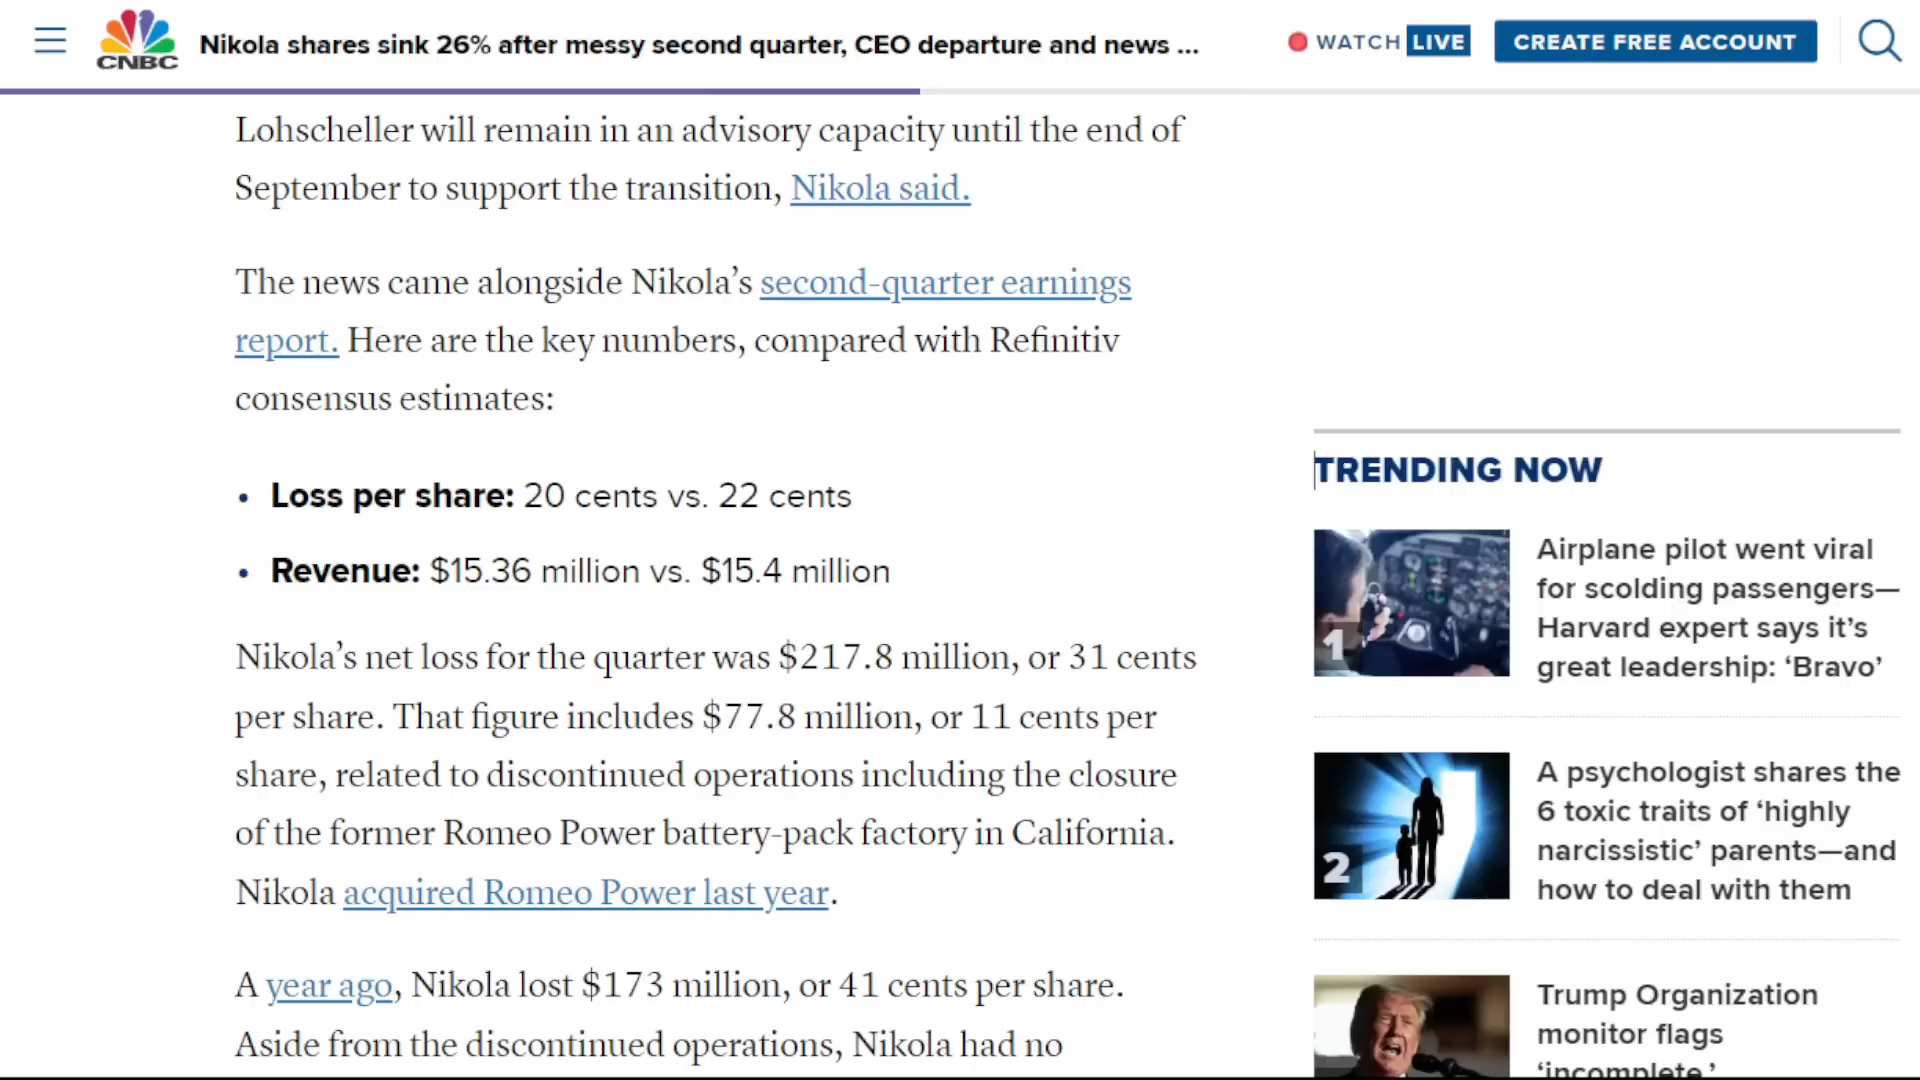 CNBC
Nikola shares sink 26% after messy second quarter, CEO departure and news ...
WATCH LIVE
CREATE FREE ACCOUNT
Lohscheller will remain in an advisory capacity until the end of
September to support the transition, Nikola said.
The news came alongside Nikola’s second-quarter earnings
report. Here are the key numbers, compared with Refinitiv
consensus estimates:
• Loss per share: 20 cents vs. 22 cents
• Revenue: $15.36 million vs. $15.4 million
Nikola’s net loss for the quarter was $217.8 million, or 31 cents
per share. That figure includes $77.8 million, or 11 cents per
share, related to discontinued operations including the closure
of the former Romeo Power battery-pack factory in California.
Nikola acquired Romeo Power last year.
A year ago, Nikola lost $173 million, or 41 cents per share.
Aside from the discontinued operations, Nikola had no
TRENDING NOW
1
Airplane pilot went viral
for scolding passengers—
Harvard expert says it’s
great leadership: ‘Bravo’
2
A psychologist shares the
6 toxic traits of ‘highly
narcissistic’ parents—and
how to deal with them
Trump Organization
monitor flags
‘incomplete,’